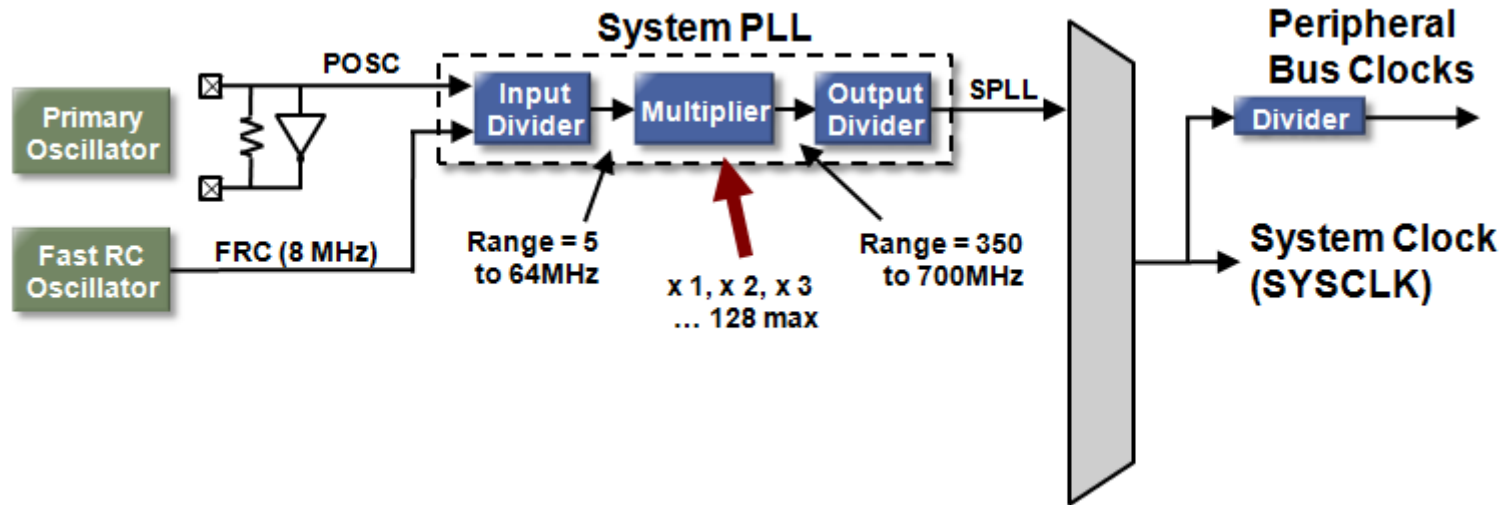 System PLL
Peripheral
Bus Clocks
POSC
Primary
Oscillator
Input
Divider
Multiplier
Output
Divider
SPLL
Divider
Fast RC
Oscillator
FRC (8 MHz)
Range = 5
to 64MHz
x 1, x 2, x 3
... 128 max
Range = 350
to 700MHz
System Clock
(SYSCLK)